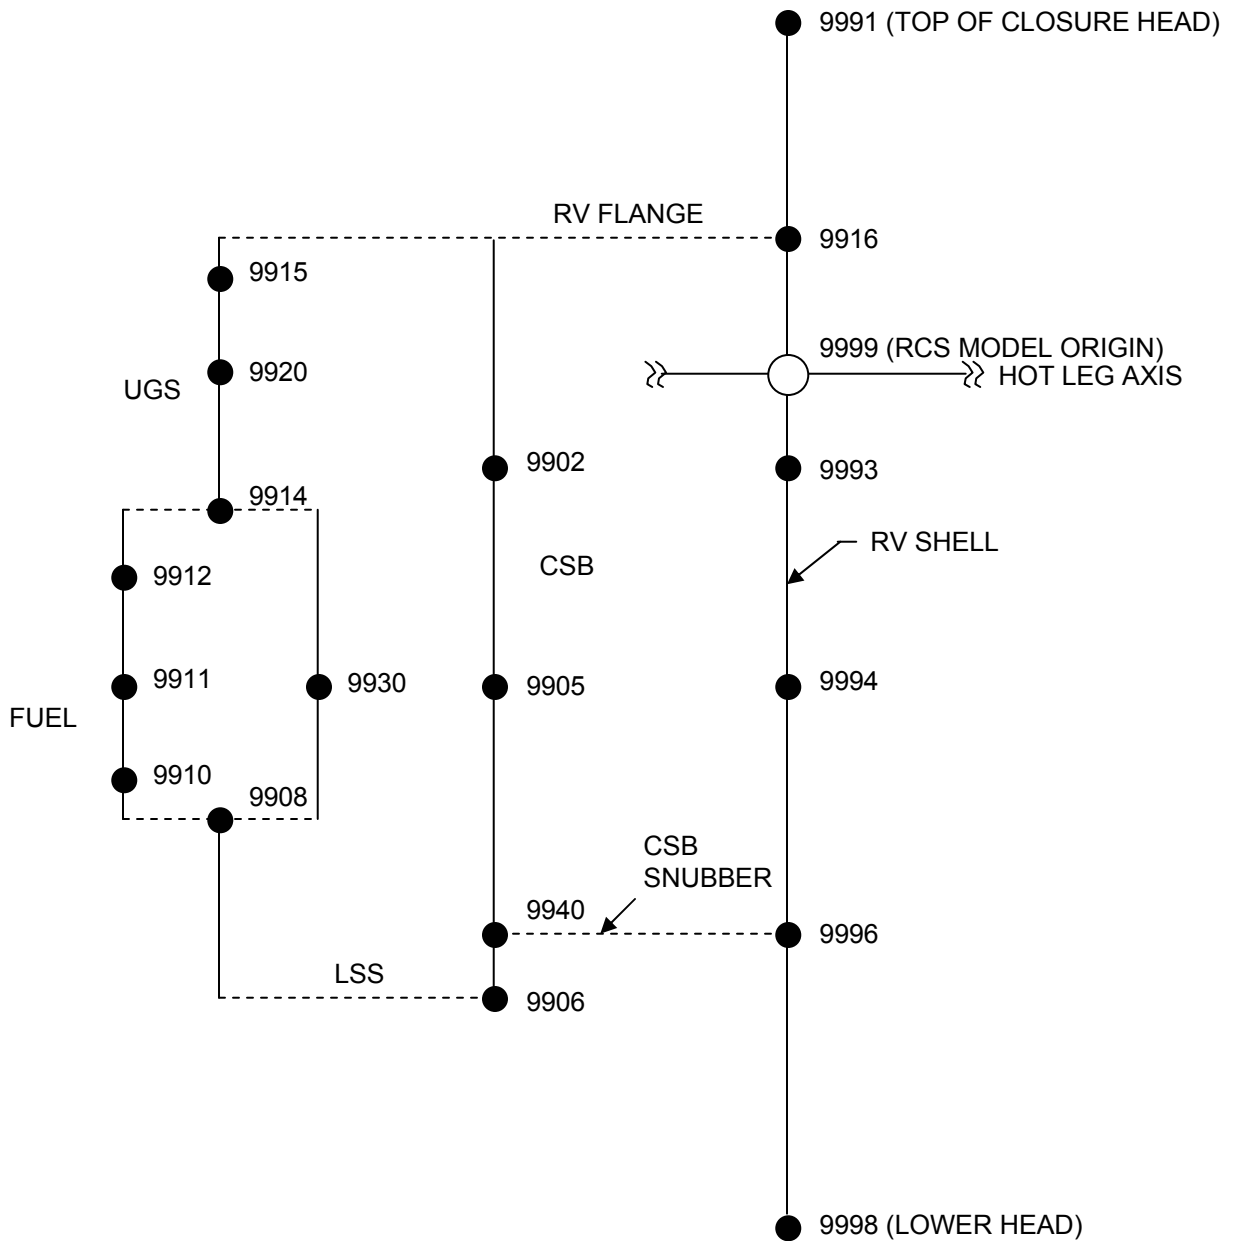 9991 (TOP OF CLOSURE HEAD)
RV FLANGE
9916
9915
9999 (RCS MODEL ORIGIN)
HOT LEG AXIS
9920
UGS
9902
9993
9914
RV SHELL
CSB
9912
9911
9930
9905
9994
FUEL
9910
9908
CSB
SNUBBER
9940
9996
LSS
9906
9998 (LOWER HEAD)